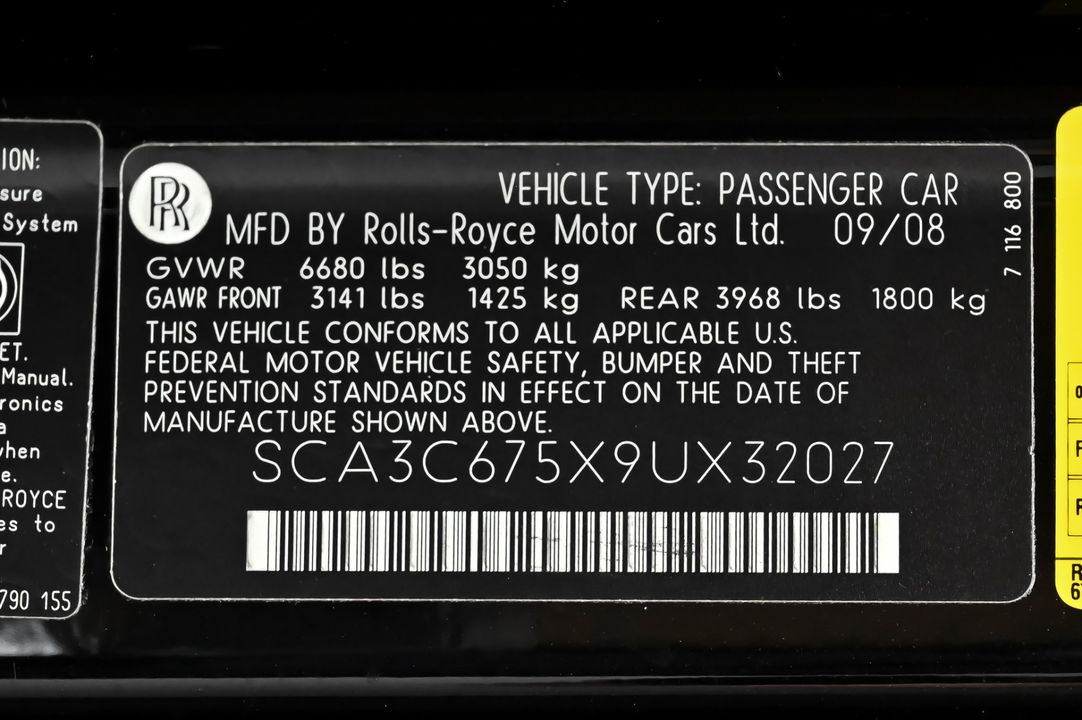 ION:
sure
System
ET.
Manual.
ronics
a
when
e.
ROYCE
es to
r
790 155
RR
VEHICLE TYPE: PASSENGER CAR
MFD BY Rolls-Royce Motor Cars Ltd. 09/08
GVWR 6680 lbs 3050 kg
GAWR FRONT 3141 lbs 1425 kg REAR 3968 lbs 1800 kg
THIS VEHICLE CONFORMS TO ALL APPLICABLE U.S.
FEDERAL MOTOR VEHICLE SAFETY, BUMPER AND THEFT
PREVENTION STANDARDS IN EFFECT ON THE DATE OF
MANUFACTURE SHOWN ABOVE.
SCA3C675X9UX32027
7 116 800